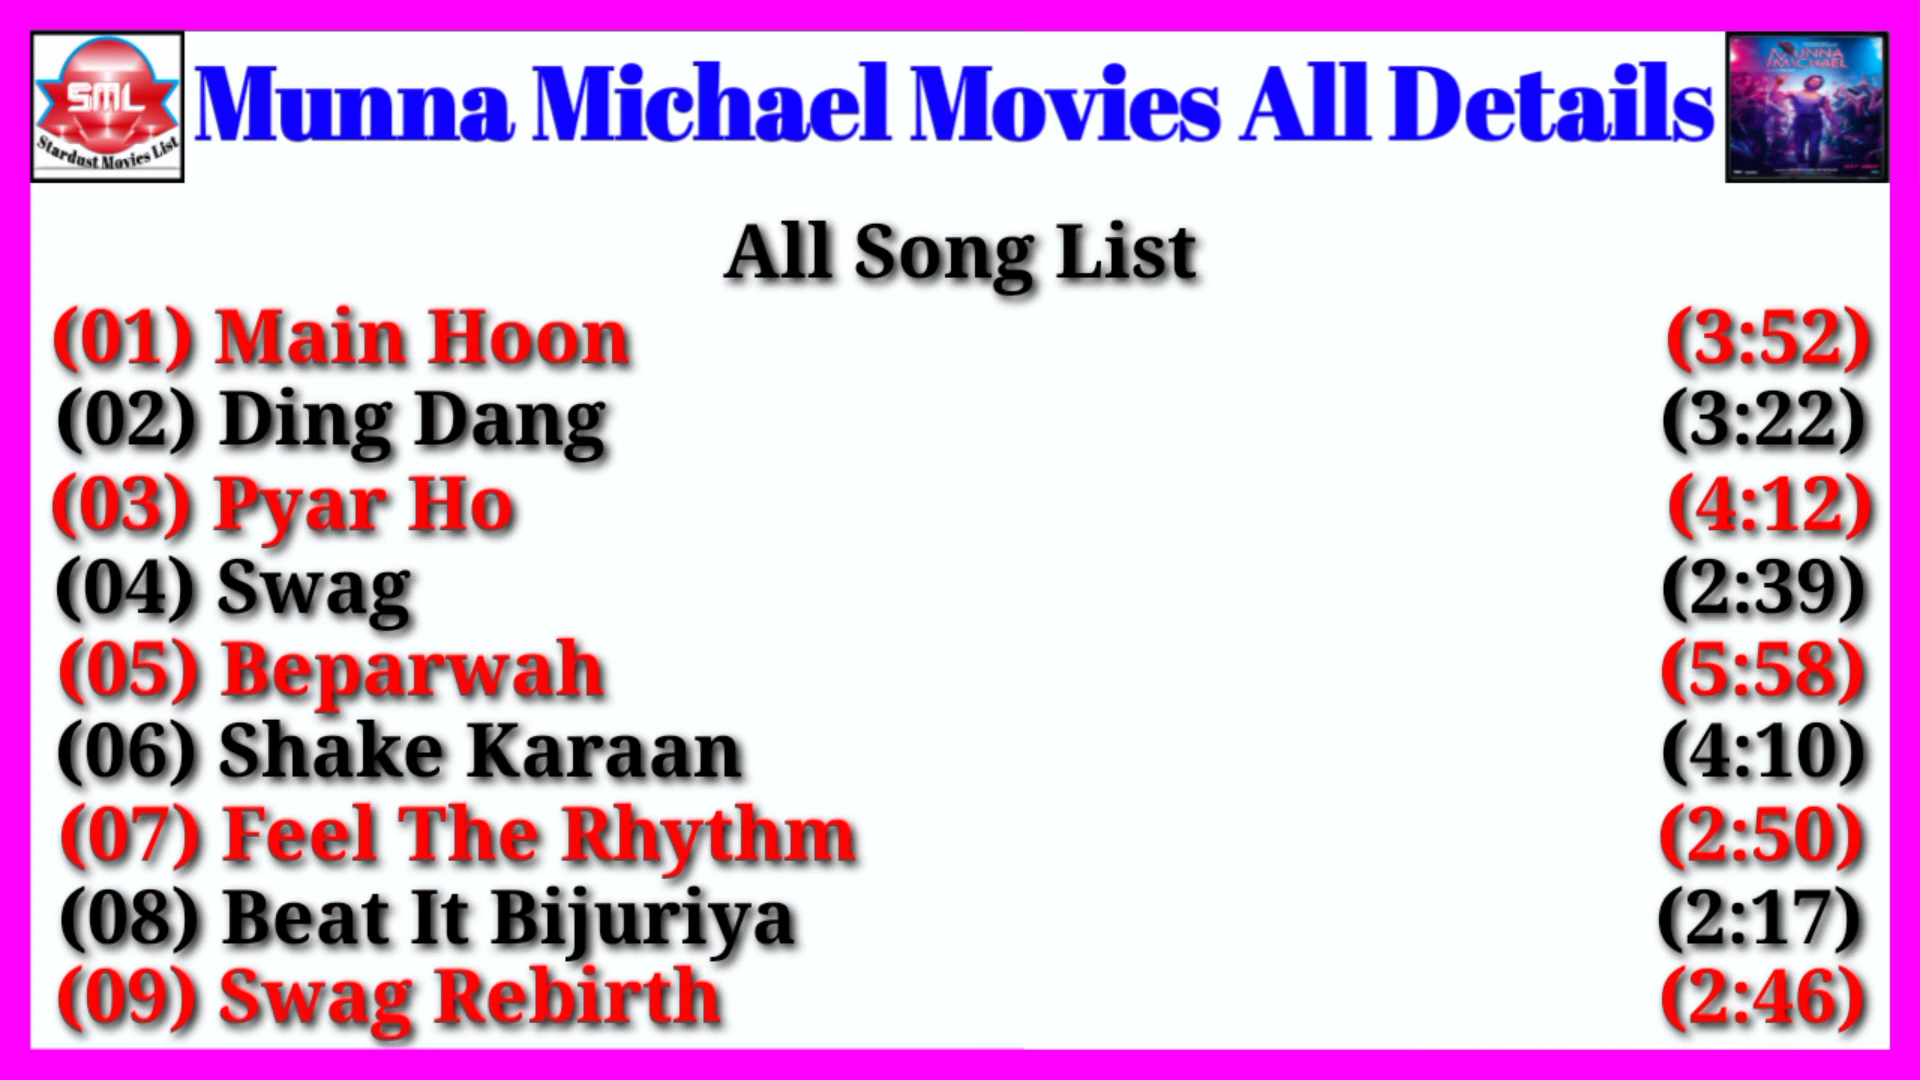 SML
Stardust Movies List
Munna Michael Movies All Details
MUNNA
MICHAEL
All Song List
(01) Main Hoon (3:52)
(02) Ding Dang (3:22)
(03) Pyar Ho (4:12)
(04) Swag (2:39)
(05) Beparwah (5:58)
(06) Shake Karaan (4:10)
(07) Feel The Rhythm (2:50)
(08) Beat It Bijuriya (2:17)
(09) Swag Rebirth (2:46)